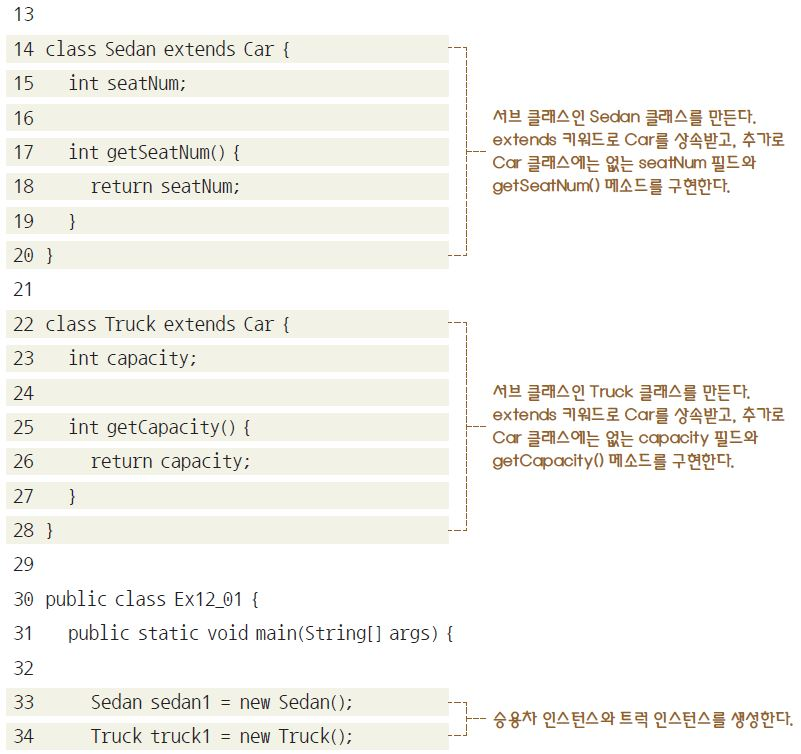 13
14 class Sedan extends Car {
15 int seatNum;
16
17 int getSeatNum() {
18 return seatNum;
19 }
20 }
서브 클래스인 Sedan 클래스를 만든다.
extends 키워드로 Car를 상속받고, 추가로
Car 클래스에는 없는 seatNum 필드와
getSeatNum() 메소드를 구현한다.
21
22 class Truck extends Car {
23 int capacity;
24
25 int getCapacity() {
26 return capacity;
27 }
28 }
서브 클래스인 Truck 클래스를 만든다.
extends 키워드로 Car를 상속받고, 추가로
Car 클래스에는 없는 capacity 필드와
getCapacity() 메소드를 구현한다.
29
30 public class Ex12_01 {
31 public static void main(String[] args) {
32
33 Sedan sedan1 = new Sedan();
34 Truck truck1 = new Truck();
승용차 인스턴스와 트럭 인스턴스를 생성한다.